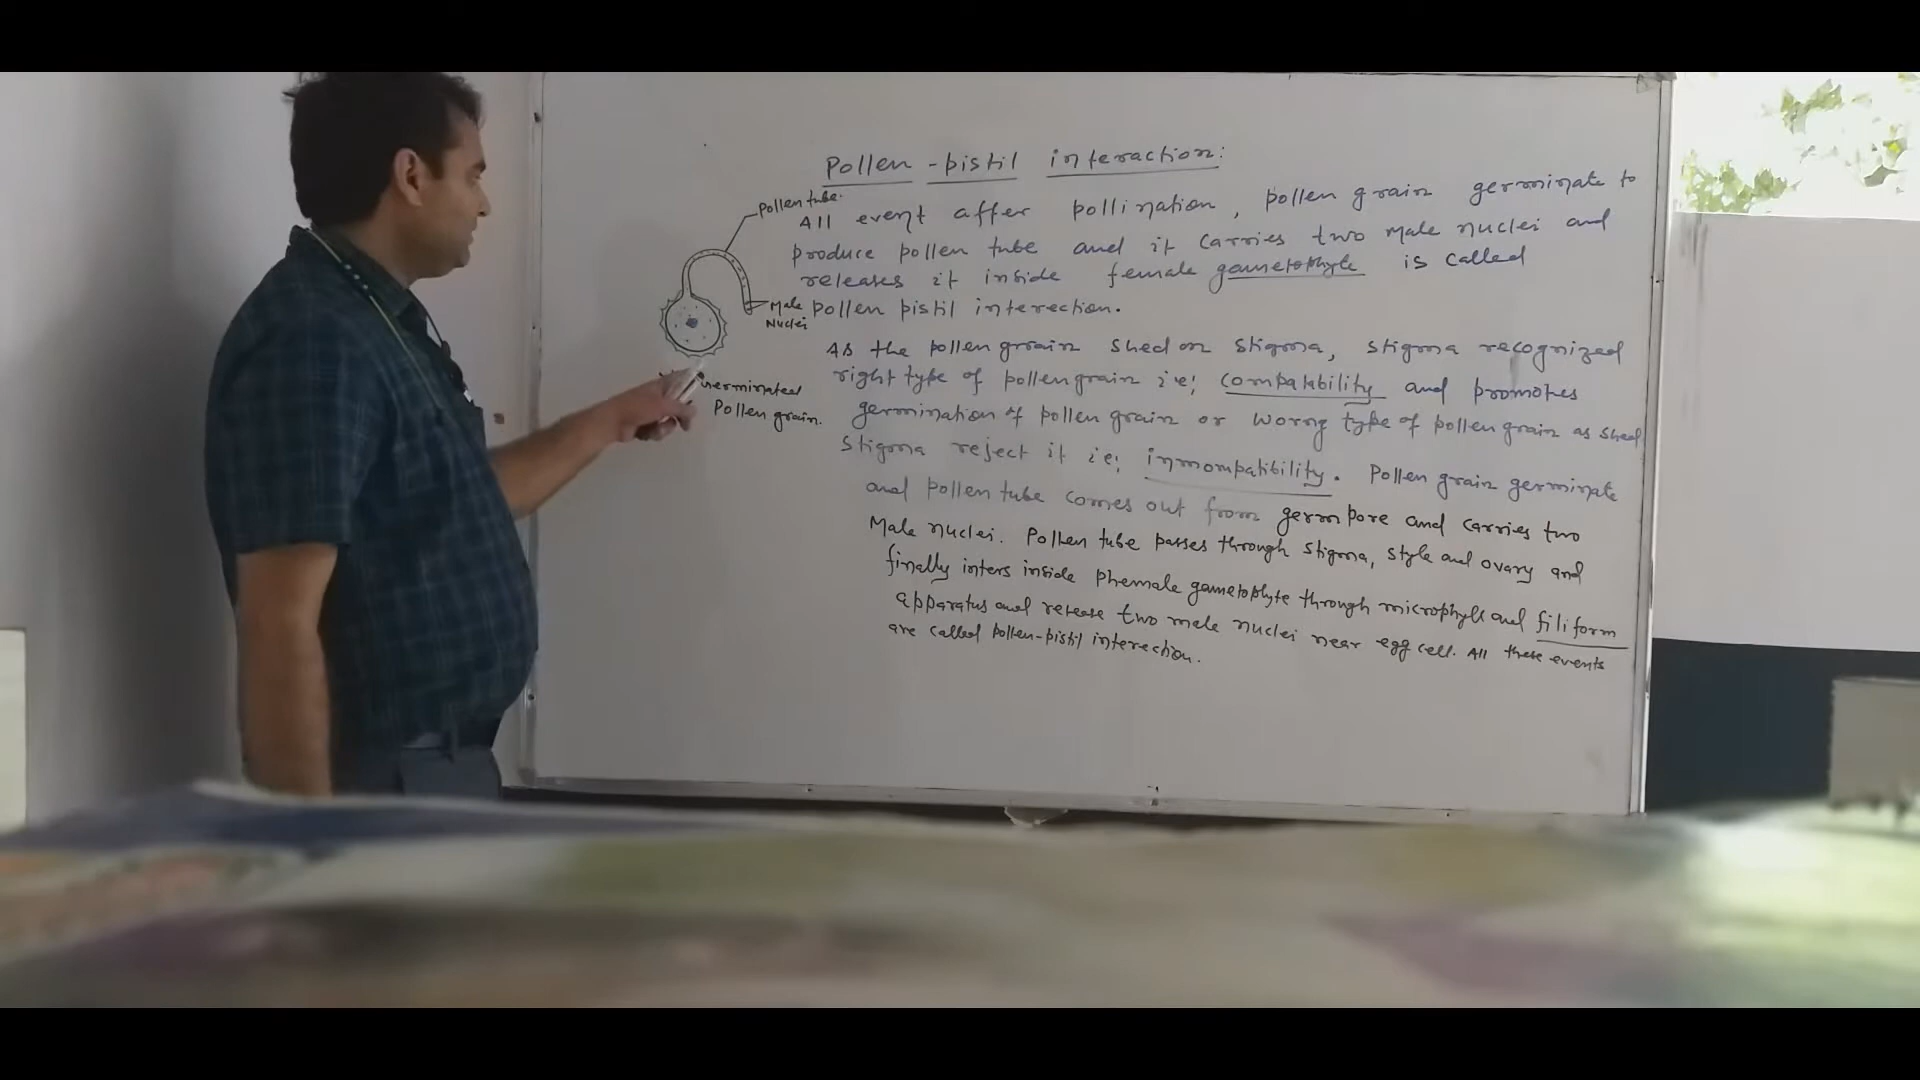 Pollen-pistil interaction:
Pollen tube.
All event after pollination, pollen grain germinate to
produce pollen tube and it carries two male nuclei and
releases it inside female gametophyte is called
Male
Nuclei
pollen pistil interection.
As the pollen grain shed on stigma, stigma recognized
right type of pollen grain i.e; compatability and promotes
germinated
Pollen grain.
germination of pollen grain or worng type of pollen grain as shed
stigma reject it i.e; inmompatibility. Pollen grain germinate
and pollen tube comes out from germ pore and carries two
Male nuclei. Pollen tube passes through stigma, style and ovary and
finally inters inside phemale gametophyte through microphyll and filiform
apparatus and release two male nuclei near egg cell. All these events
are called pollen-pistil interection.